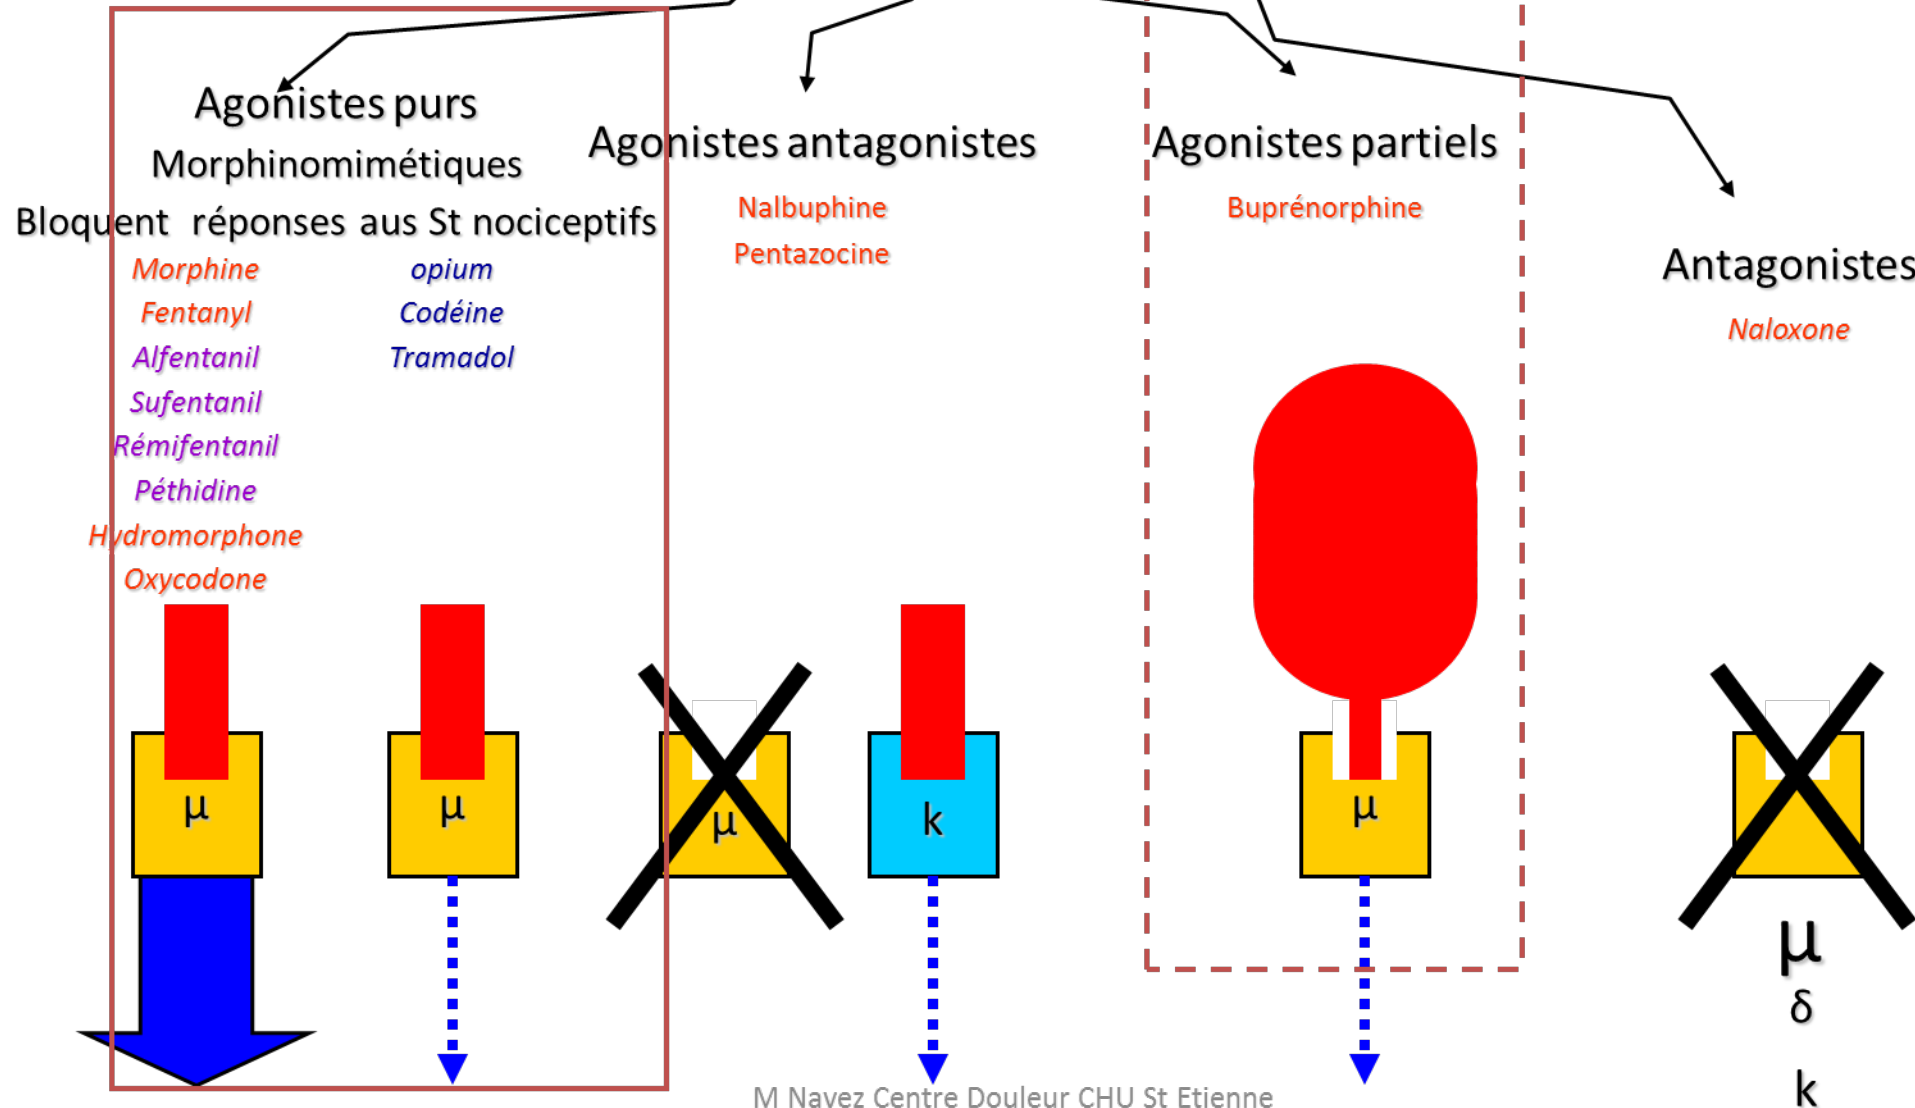 Agonistes purs
Morphinomimétiques
Bloquent réponses aus St nociceptifs
Morphine
Fentanyl
Alfentanil
Sufentanil
Rémifentanil
Péthidine
Hydromorphone
Oxycodone
opium
Codéine
Tramadol
μ
μ
Agonistes antagonistes
Nalbuphine
Pentazocine
μ
k
Agonistes partiels
Buprénorphine
μ
Antagonistes
Naloxone
μ
δ
k
M Navez Centre Douleur CHU St Etienne